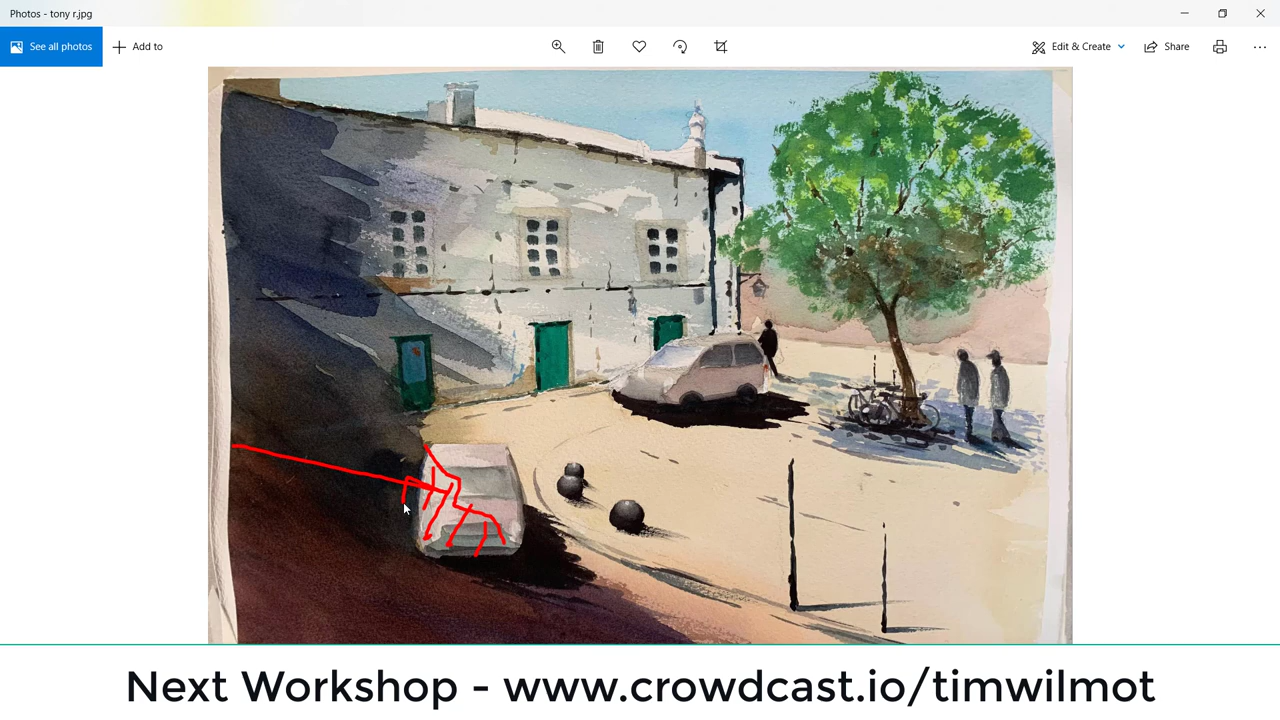 Photos - tony r.jpg
See all photos
Add to
Edit & Create
Share
Next Workshop - www.crowdcast.io/timwilmot